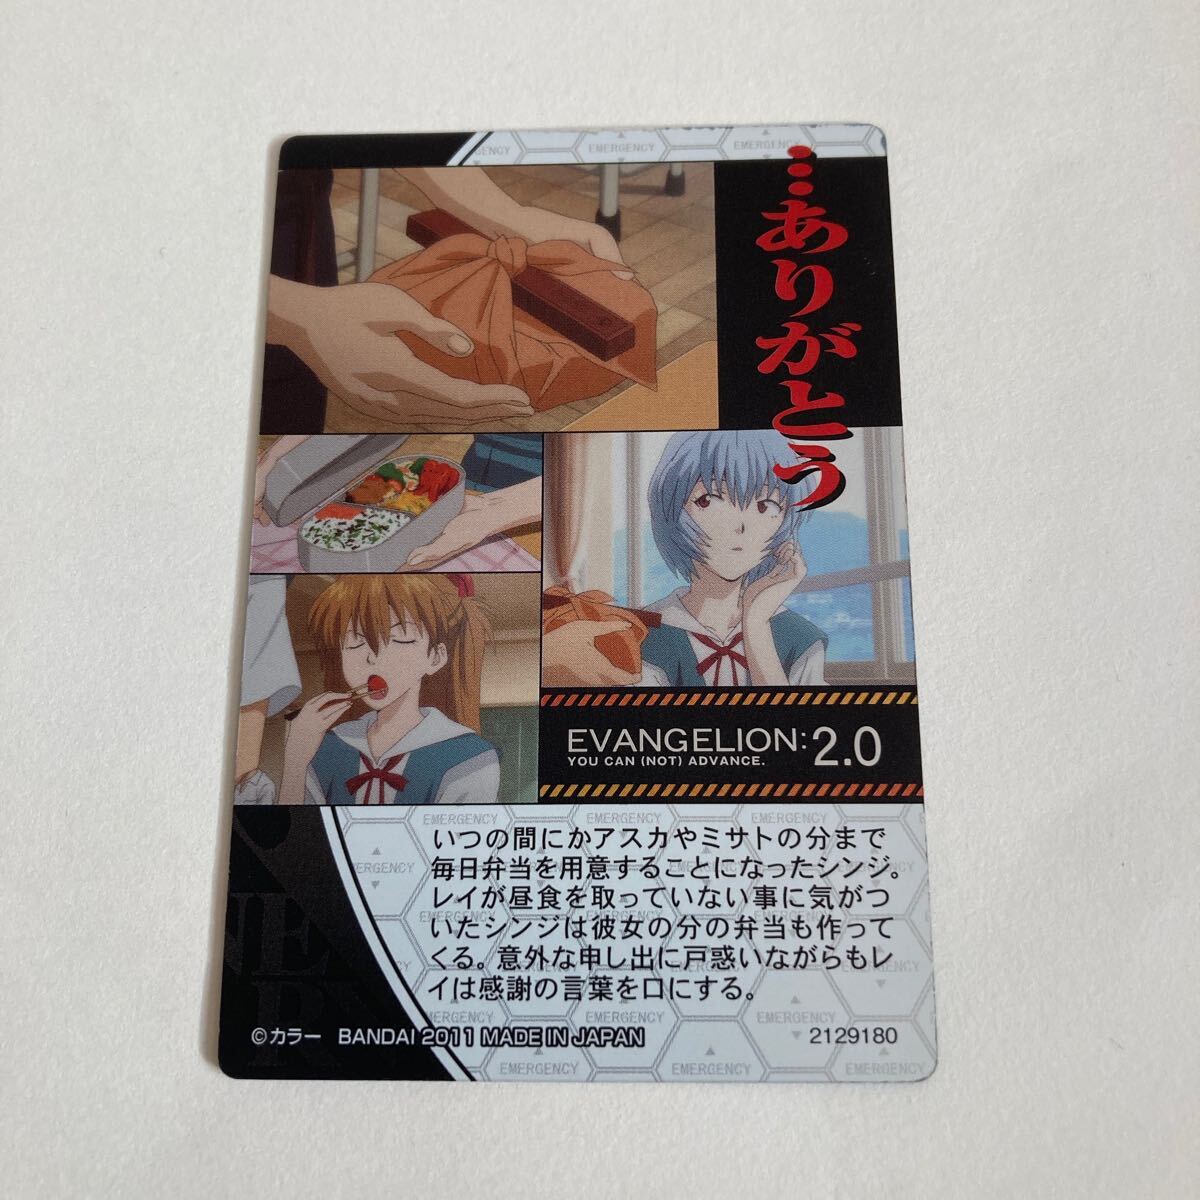 ENCY
EMERGENCY
EMERGENCY
…ありがとう
EVANGELION: 2.0
YOU CAN (NOT) ADVANCE.
いつの間にかアスカやミサトの分まで
毎日弁当を用意することになったシンジ。
レイが昼食を取っていない事に気がつ
いたシンジは彼女の分の弁当も作って
くる。意外な申し出に戸惑いながらもレ
イは感謝の言葉を口にする。
©カラー BANDAI 2011 MADE IN JAPAN
2129180
EMERGENCY
EMERGENCY
EMERGENCY